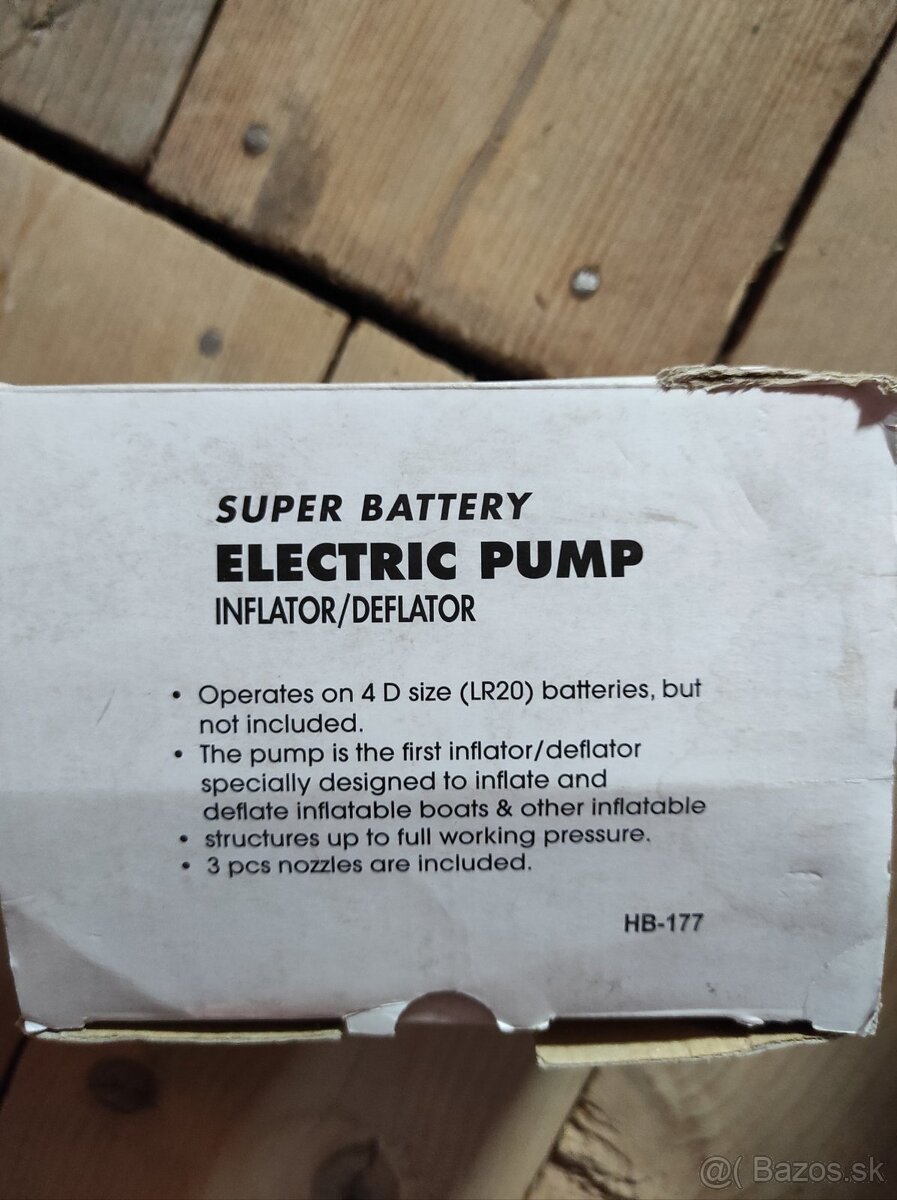 SUPER BATTERY
ELECTRIC PUMP
INFLATOR/DEFLATOR
• Operates on 4 D size (LR20) batteries, but
not included.
• The pump is the first inflator/deflator
specially designed to inflate and
deflate inflatable boats & other inflatable
• structures up to full working pressure.
• 3 pcs nozzles are included.
HB-177
@( Bazos.sk